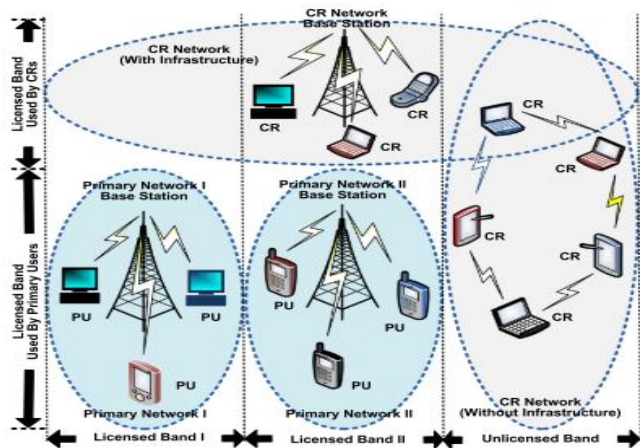 CR Network
Base Station
CR Network
(With Infrastructure)
Licensed Band
Used By CRs
CR
CR
CR
CR
CR
Primary Network I
Base Station
Primary Network II
Base Station
Licensed Band
Used By Primary Users
CR
CR
PU
PU
PU
PU
CR
PU
PU
CR Network
(Without Infrastructure)
Primary Network I
Primary Network II
Licensed Band I
Licensed Band II
Unlicensed Band